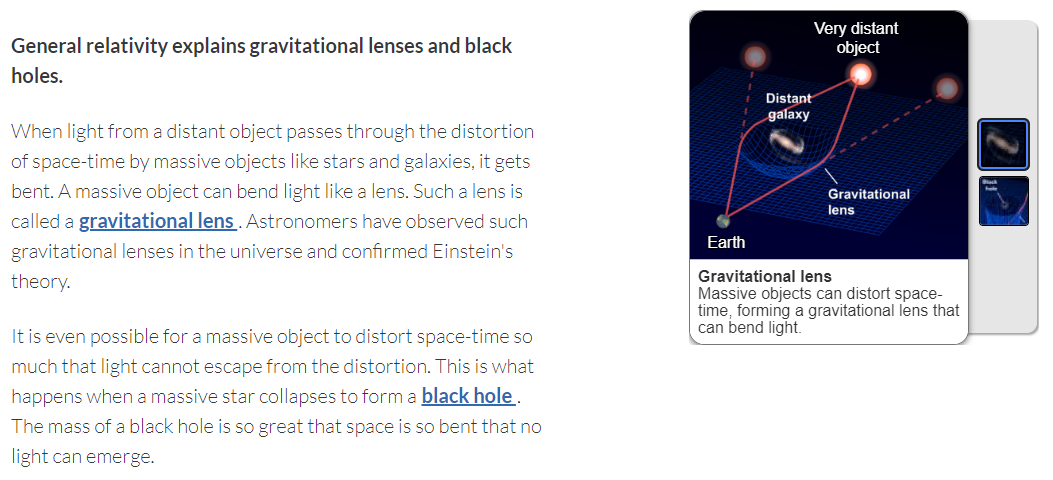 General relativity explains gravitational lenses and black
holes.
When light from a distant object passes through the distortion
of space-time by massive objects like stars and galaxies, it gets
bent. A massive object can bend light like a lens. Such a lens is
called a gravitational lens . Astronomers have observed such
gravitational lenses in the universe and confirmed Einstein's
theory.
It is even possible for a massive object to distort space-time so
much that light cannot escape from the distortion. This is what
happens when a massive star collapses to form a black hole .
The mass of a black hole is so great that space is so bent that no
light can emerge.
Very distant
object
Distant
galaxy
Gravitational
lens
Earth
Gravitational lens
Massive objects can distort space-
time, forming a gravitational lens that
can bend light.
Black
hole